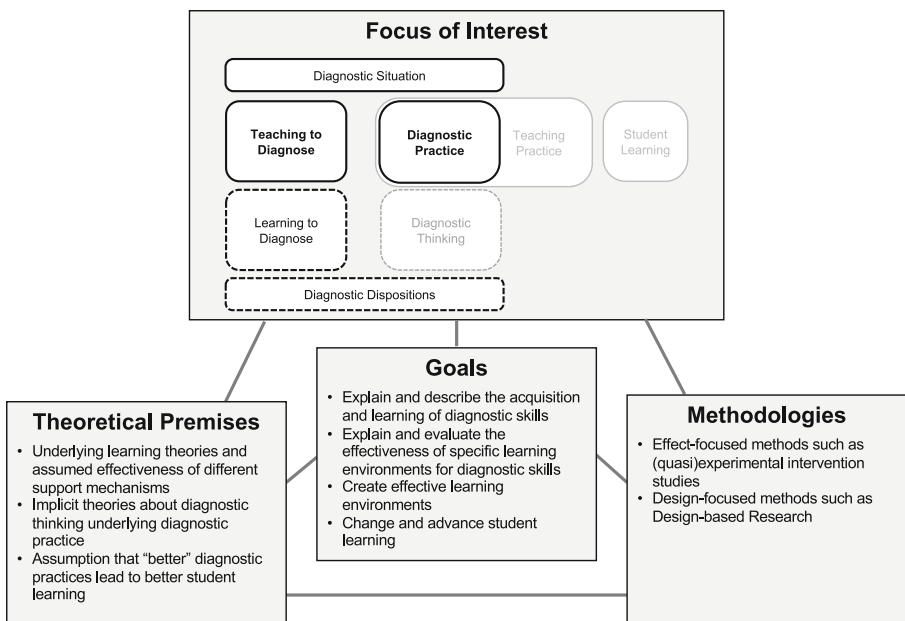 Focus of Interest
Diagnostic Situation
Teaching to
Diagnose
Diagnostic
Practice
Teaching
Practice
Student
Learning
Learning to
Diagnose
Diagnostic
Thinking
Diagnostic Dispositions
Theoretical Premises
• Underlying learning theories and
assumed effectiveness of different
support mechanisms
• Implicit theories about diagnostic
thinking underlying diagnostic
practice
• Assumption that “better” diagnostic
practices lead to better student
learning
Goals
• Explain and describe the acquisition
and learning of diagnostic skills
• Explain and evaluate the
effectiveness of specific learning
environments for diagnostic skills
• Create effective learning
environments
• Change and advance student
learning
Methodologies
• Effect-focused methods such as
(quasi)experimental intervention
studies
• Design-focused methods such as
Design-based Research